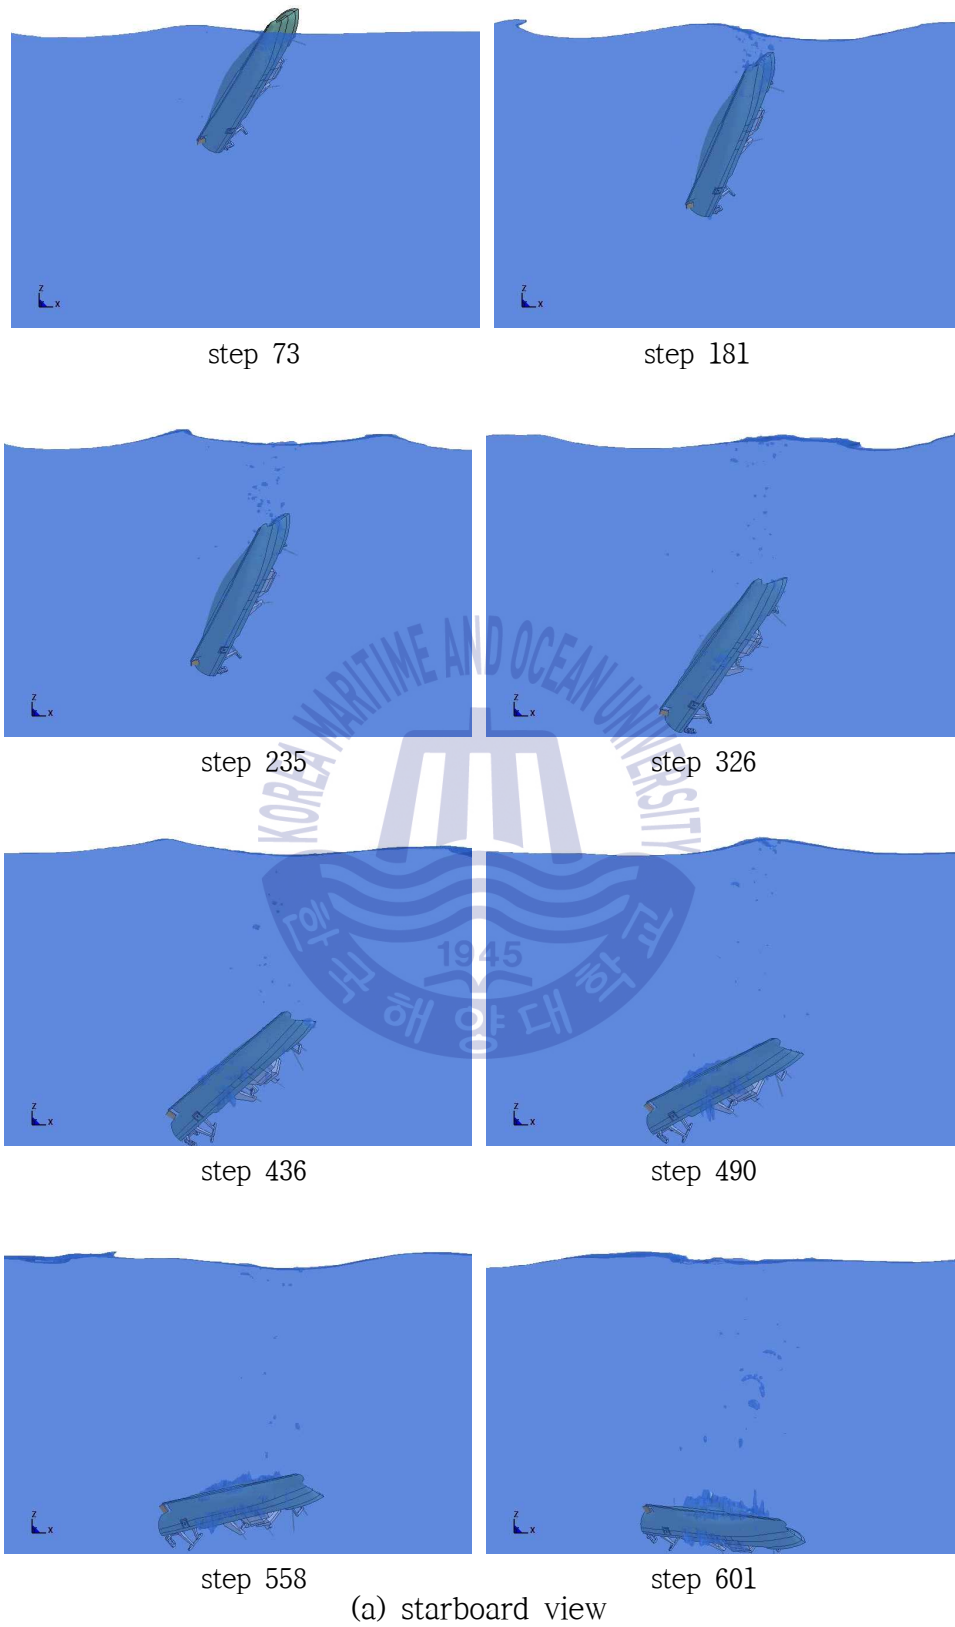 z
x
z
x
step 73
step 181
z
x
z
x
step 235
step 326
KOREA MARITIME AND OCEAN UNIVERSITY
z
x
z
x
1945
한국해양대학교
step 436
step 490
z
x
z
x
step 558
step 601
(a) starboard view